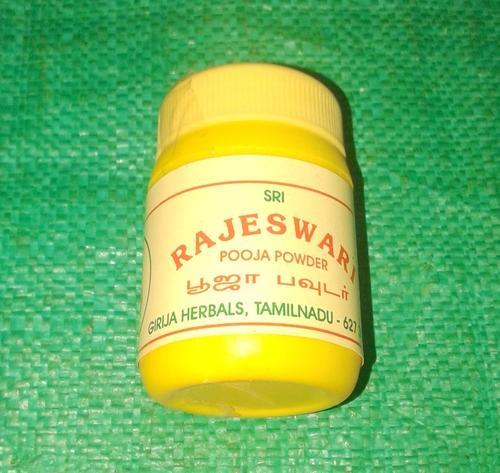 SRI
RAJESWARI
POOJA POWDER
பூஜா பவுடர்
GIRIJA HERBALS, TAMILNADU - 627